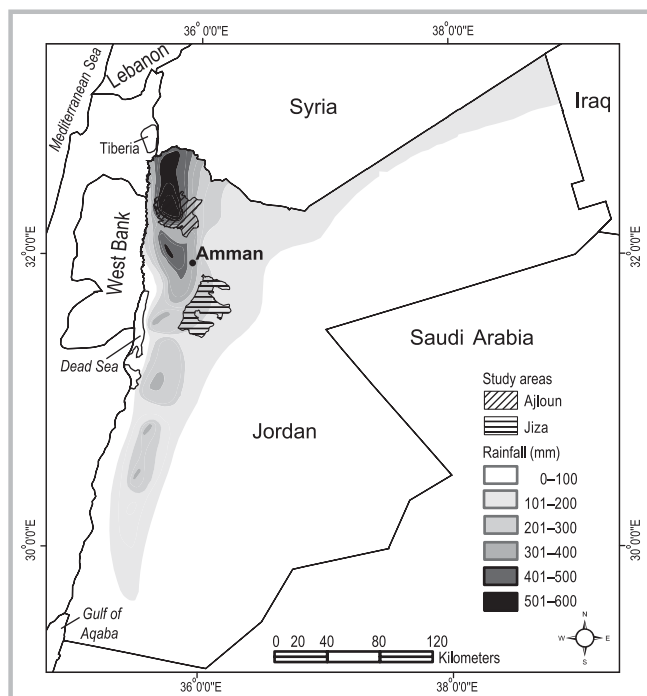 36° 0'0"E
38° 0'0"E
Mediterranean Sea
Lebanon
Syria
Iraq
Tiberia
West Bank
Amman
32°0'0"E
32°0'0"E
Dead Sea
Saudi Arabia
Jordan
Study areas
Ajloun
Jiza
Rainfall (mm)
0–100
101–200
201–300
301–400
401–500
501–600
30°0'0"E
30°0'0"E
Gulf of
Aqaba
N
W
E
S
0 20 40 80 120
Kilometers
36°0'0"E
38°0'0"E